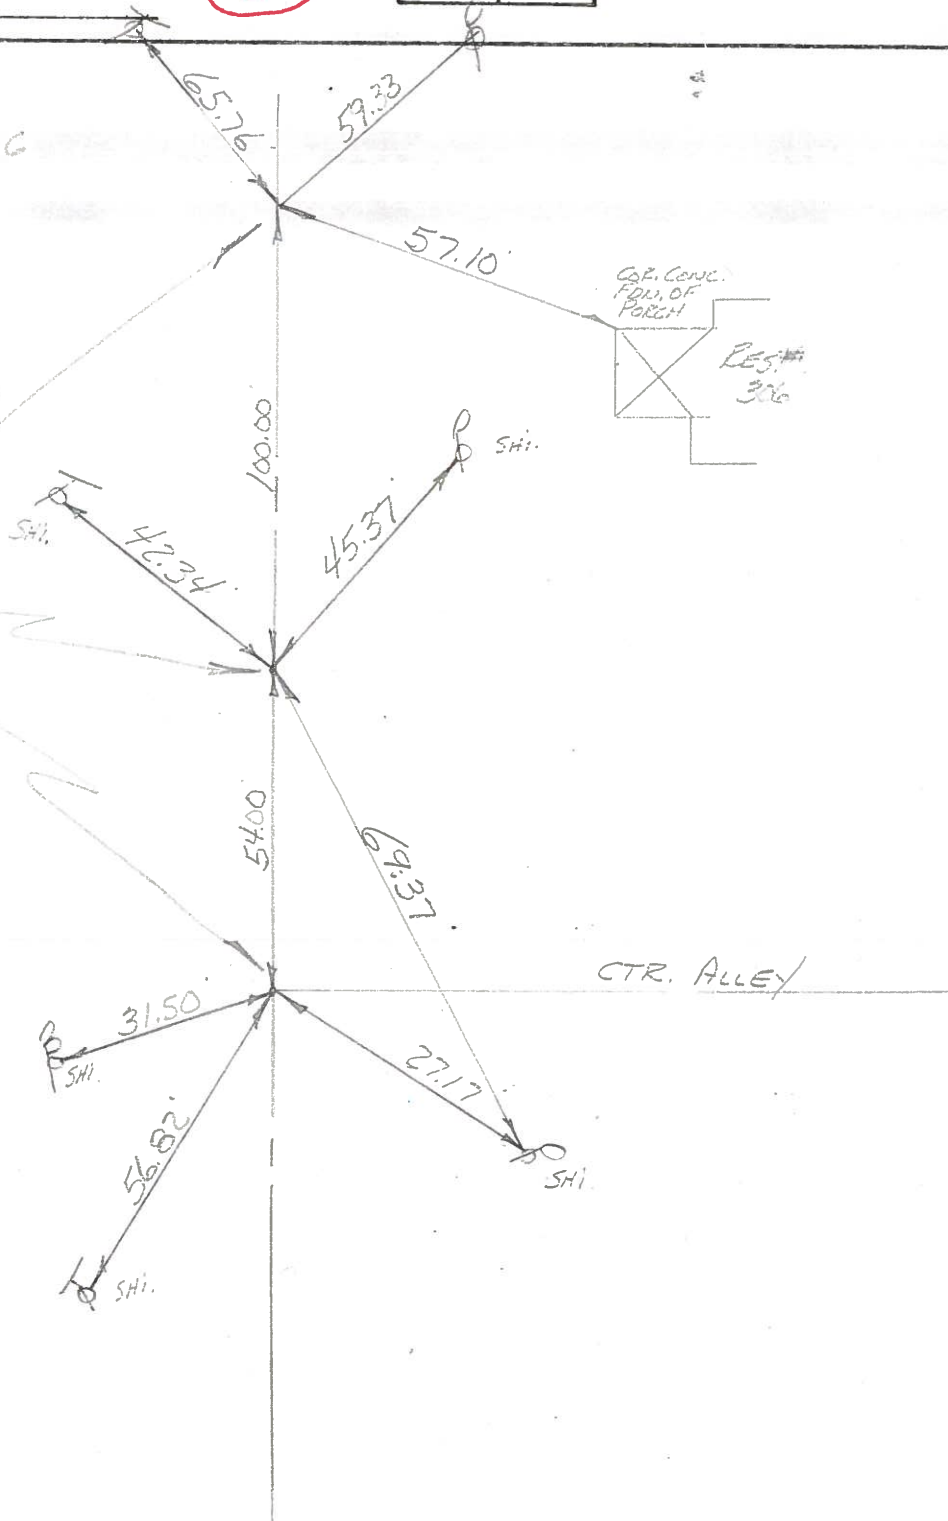 65.76
59.33
57.10'
COR. CONC.
FDN. OF
PORCH
RES.#
306
100.00
SHI.
SHI.
42.34'
45.37'
54.00
69.37
CTR. ALLEY
31.50'
SHI.
27.17
56.82'
SHI.
SHI.